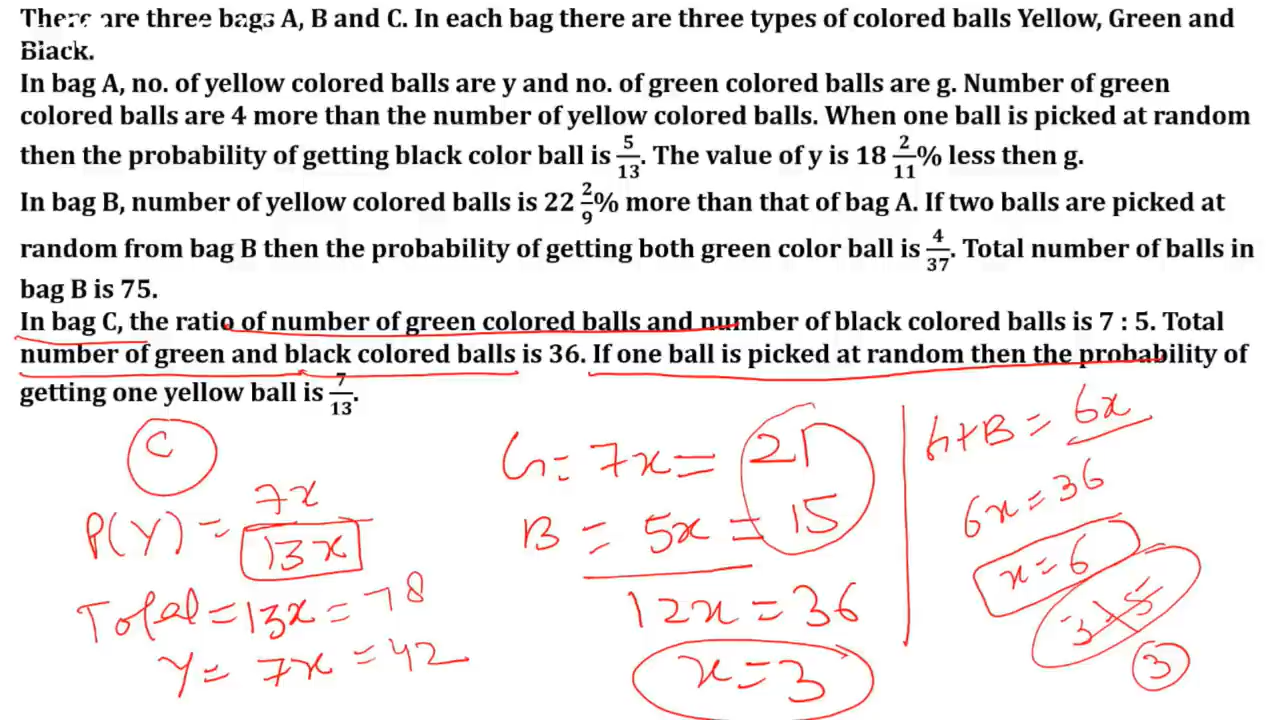 There are three bags A, B and C. In each bag there are three types of colored balls Yellow, Green and
Black.
In bag A, no. of yellow colored balls are y and no. of green colored balls are g. Number of green
colored balls are 4 more than the number of yellow colored balls. When one ball is picked at random
then the probability of getting black color ball is 5/13. The value of y is 18 2/11% less then g.
In bag B, number of yellow colored balls is 22 2/9% more than that of bag A. If two balls are picked at
random from bag B then the probability of getting both green color ball is 4/37. Total number of balls in
bag B is 75.
In bag C, the ratio of number of green colored balls and number of black colored balls is 7 : 5. Total
number of green and black colored balls is 36. If one ball is picked at random then the probability of
getting one yellow ball is 7/13.
C
P(Y) = 7x/13x
Total = 13x = 78
Y = 7x = 42
G = 7x = 21
B = 5x = 15
12x = 36
x = 3
G+B = 6x
6x = 36
x = 6
3 5
3